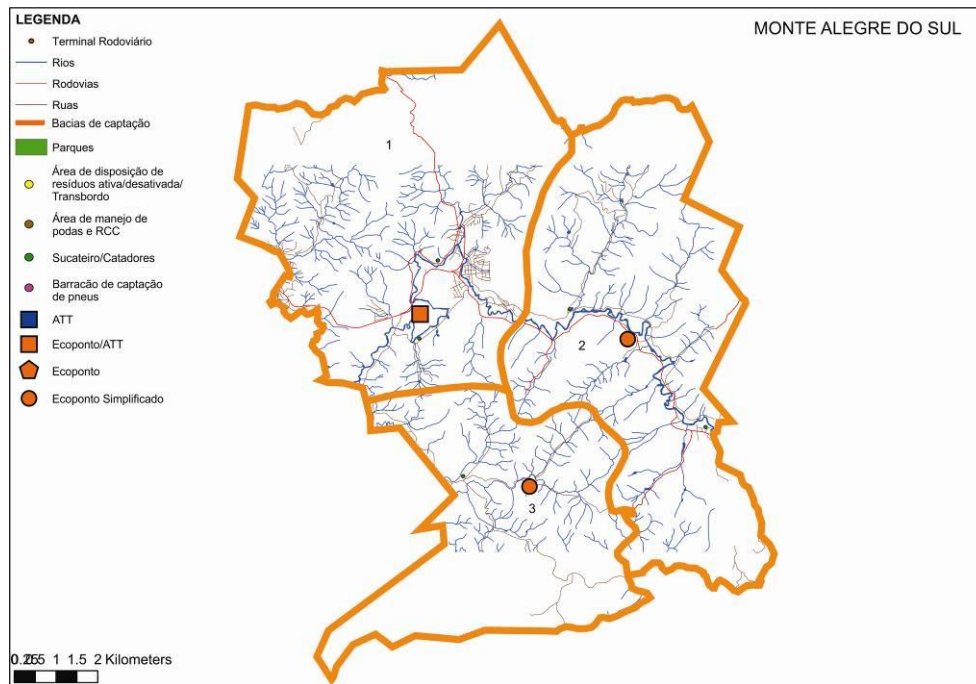 LEGENDA
Terminal Rodoviário
Rios
Rodovias
Ruas
Bacias de captação
Parques
Área de disposição de
resíduos ativa/desativada/
Transbordo
Área de manejo de
podas e RCC
Sucateiro/Catadores
Barracão de captação
de pneus
ATT
Ecoponto/ATT
Ecoponto
Ecoponto Simplificado
MONTE ALEGRE DO SUL
1
2
3
1 1.5 2 Kilometers